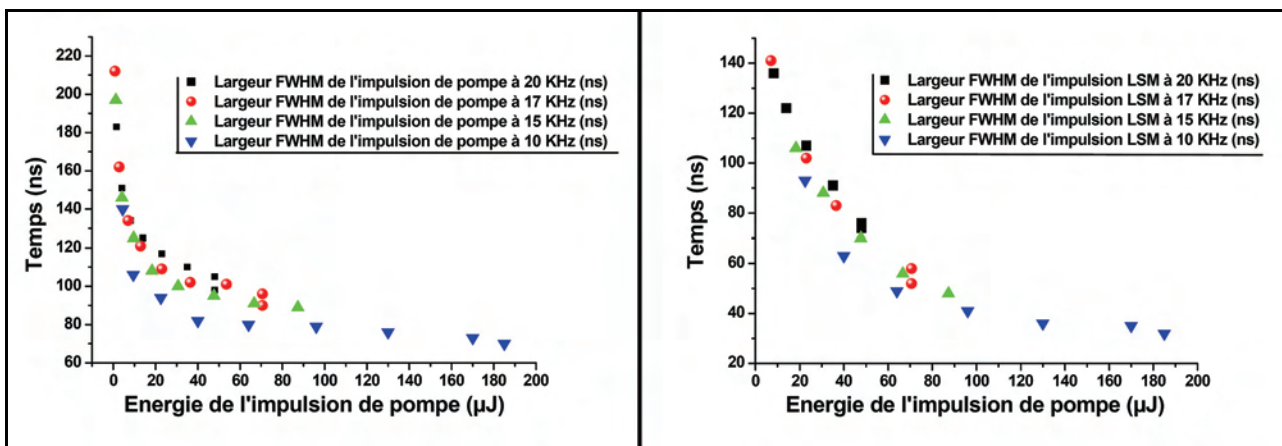 220
200
180
160
140
120
100
80
60
Temps (ns)
Largeur FWHM de l'impulsion de pompe à 20 KHz (ns)
Largeur FWHM de l'impulsion de pompe à 17 KHz (ns)
Largeur FWHM de l'impulsion de pompe à 15 KHz (ns)
Largeur FWHM de l'impulsion de pompe à 10 KHz (ns)
0 20 40 60 80 100 120 140 160 180 200
Energie de l'impulsion de pompe (µJ)
140
120
100
80
60
40
20
Temps (ns)
Largeur FWHM de l'impulsion LSM à 20 KHz (ns)
Largeur FWHM de l'impulsion LSM à 17 KHz (ns)
Largeur FWHM de l'impulsion LSM à 15 KHz (ns)
Largeur FWHM de l'impulsion LSM à 10 KHz (ns)
0 20 40 60 80 100 120 140 160 180 200
Energie de l'impulsion de pompe (µJ)